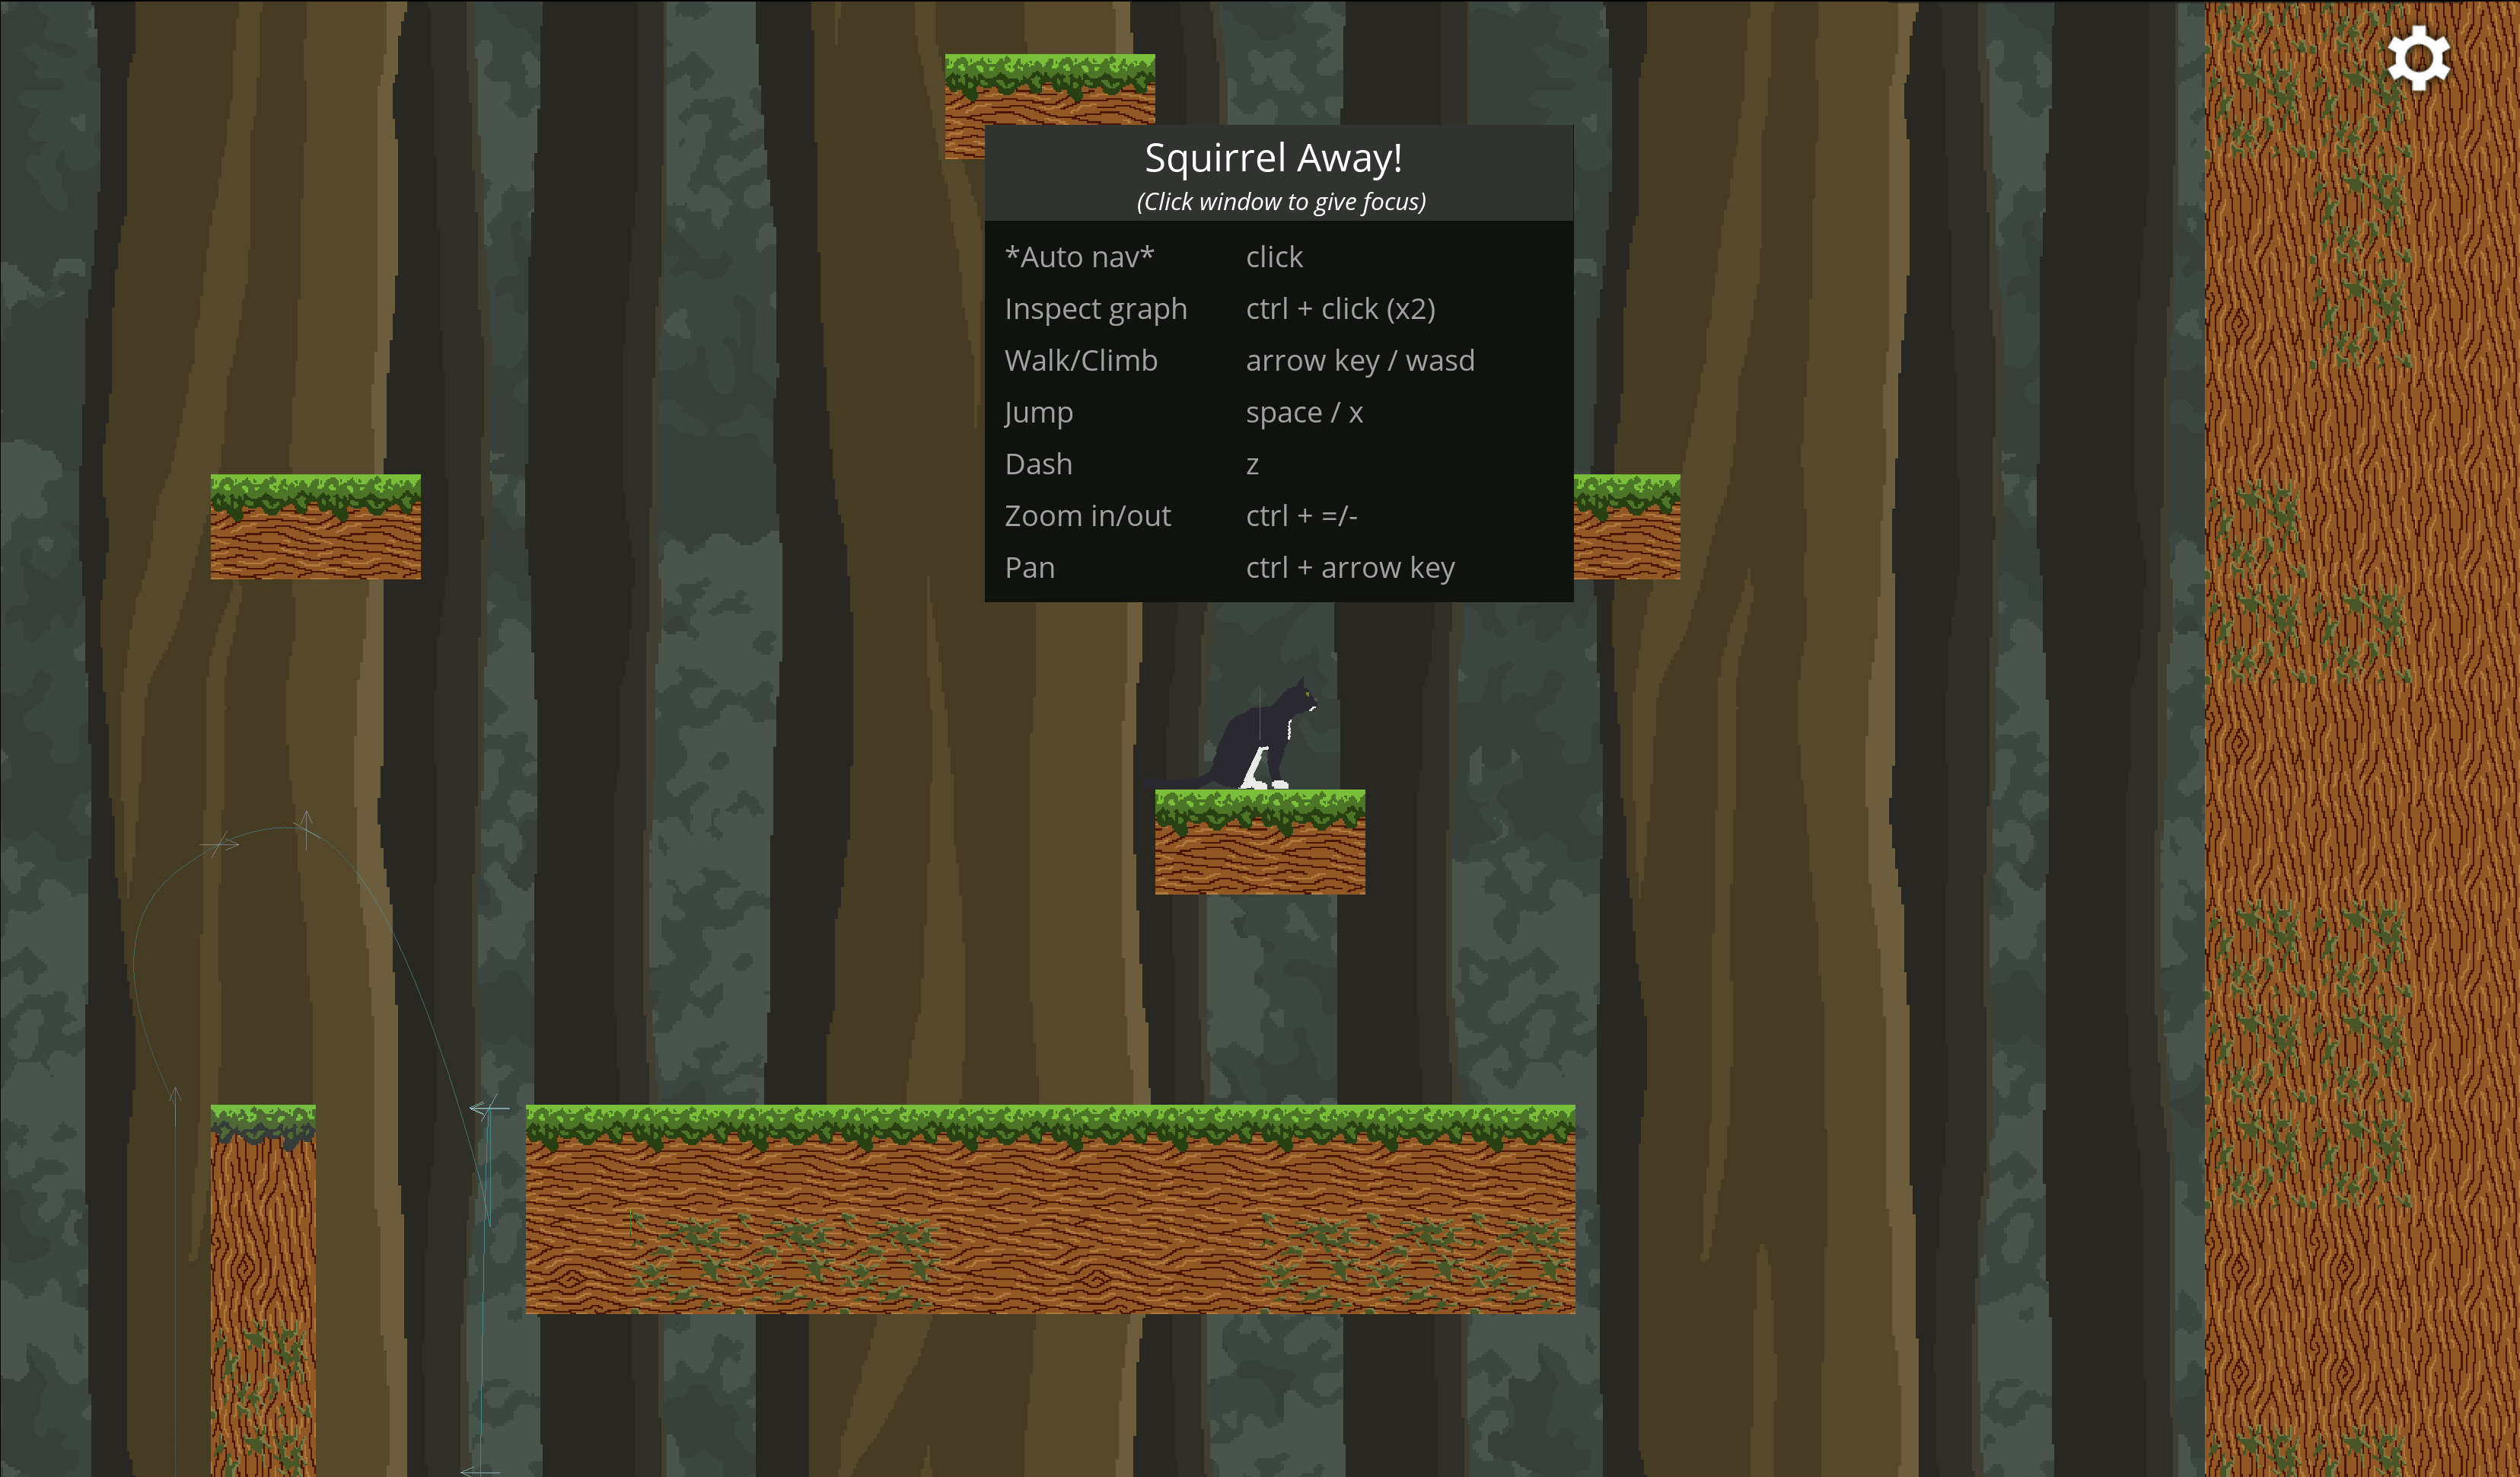 Squirrel Away!
(Click window to give focus)
*Auto nav* click
Inspect graph ctrl + click (x2)
Walk/Climb arrow key / wasd
Jump space / x
Dash z
Zoom in/out ctrl + =/-
Pan ctrl + arrow key